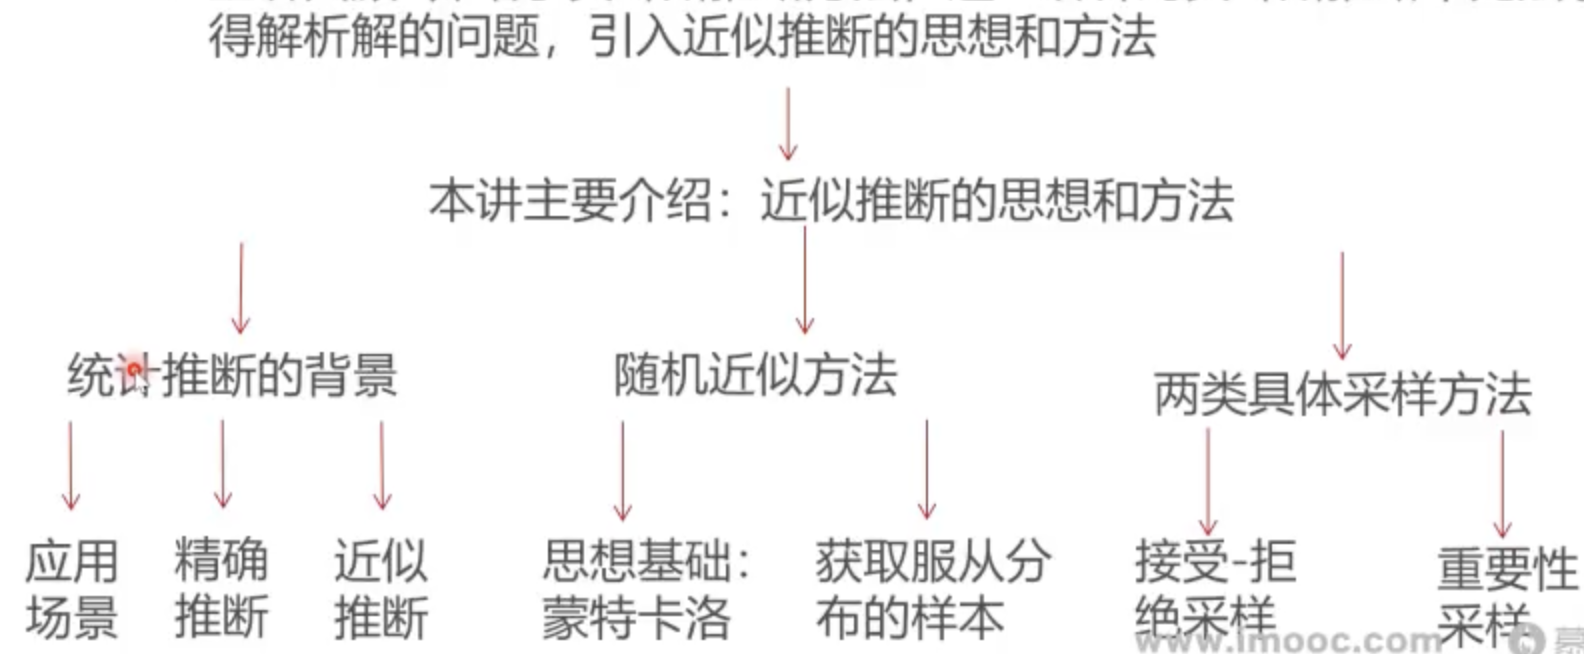 得解析解的问题，引入近似推断的思想和方法
本讲主要介绍：近似推断的思想和方法
统计推断的背景
随机近似方法
两类具体采样方法
应用
场景
精确
推断
近似
推断
思想基础：
蒙特卡洛
获取服从分
布的样本
接受-拒
绝采样
重要性
采样
www.imooc.com